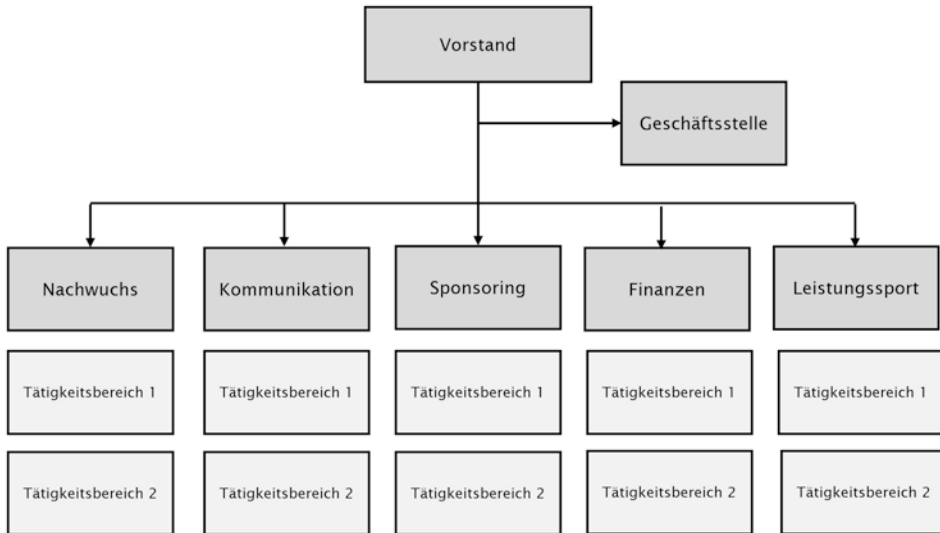 Vorstand
Geschäftsstelle
Nachwuchs
Kommunikation
Sponsoring
Finanzen
Leistungssport
Tätigkeitsbereich 1
Tätigkeitsbereich 1
Tätigkeitsbereich 1
Tätigkeitsbereich 1
Tätigkeitsbereich 1
Tätigkeitsbereich 2
Tätigkeitsbereich 2
Tätigkeitsbereich 2
Tätigkeitsbereich 2
Tätigkeitsbereich 2